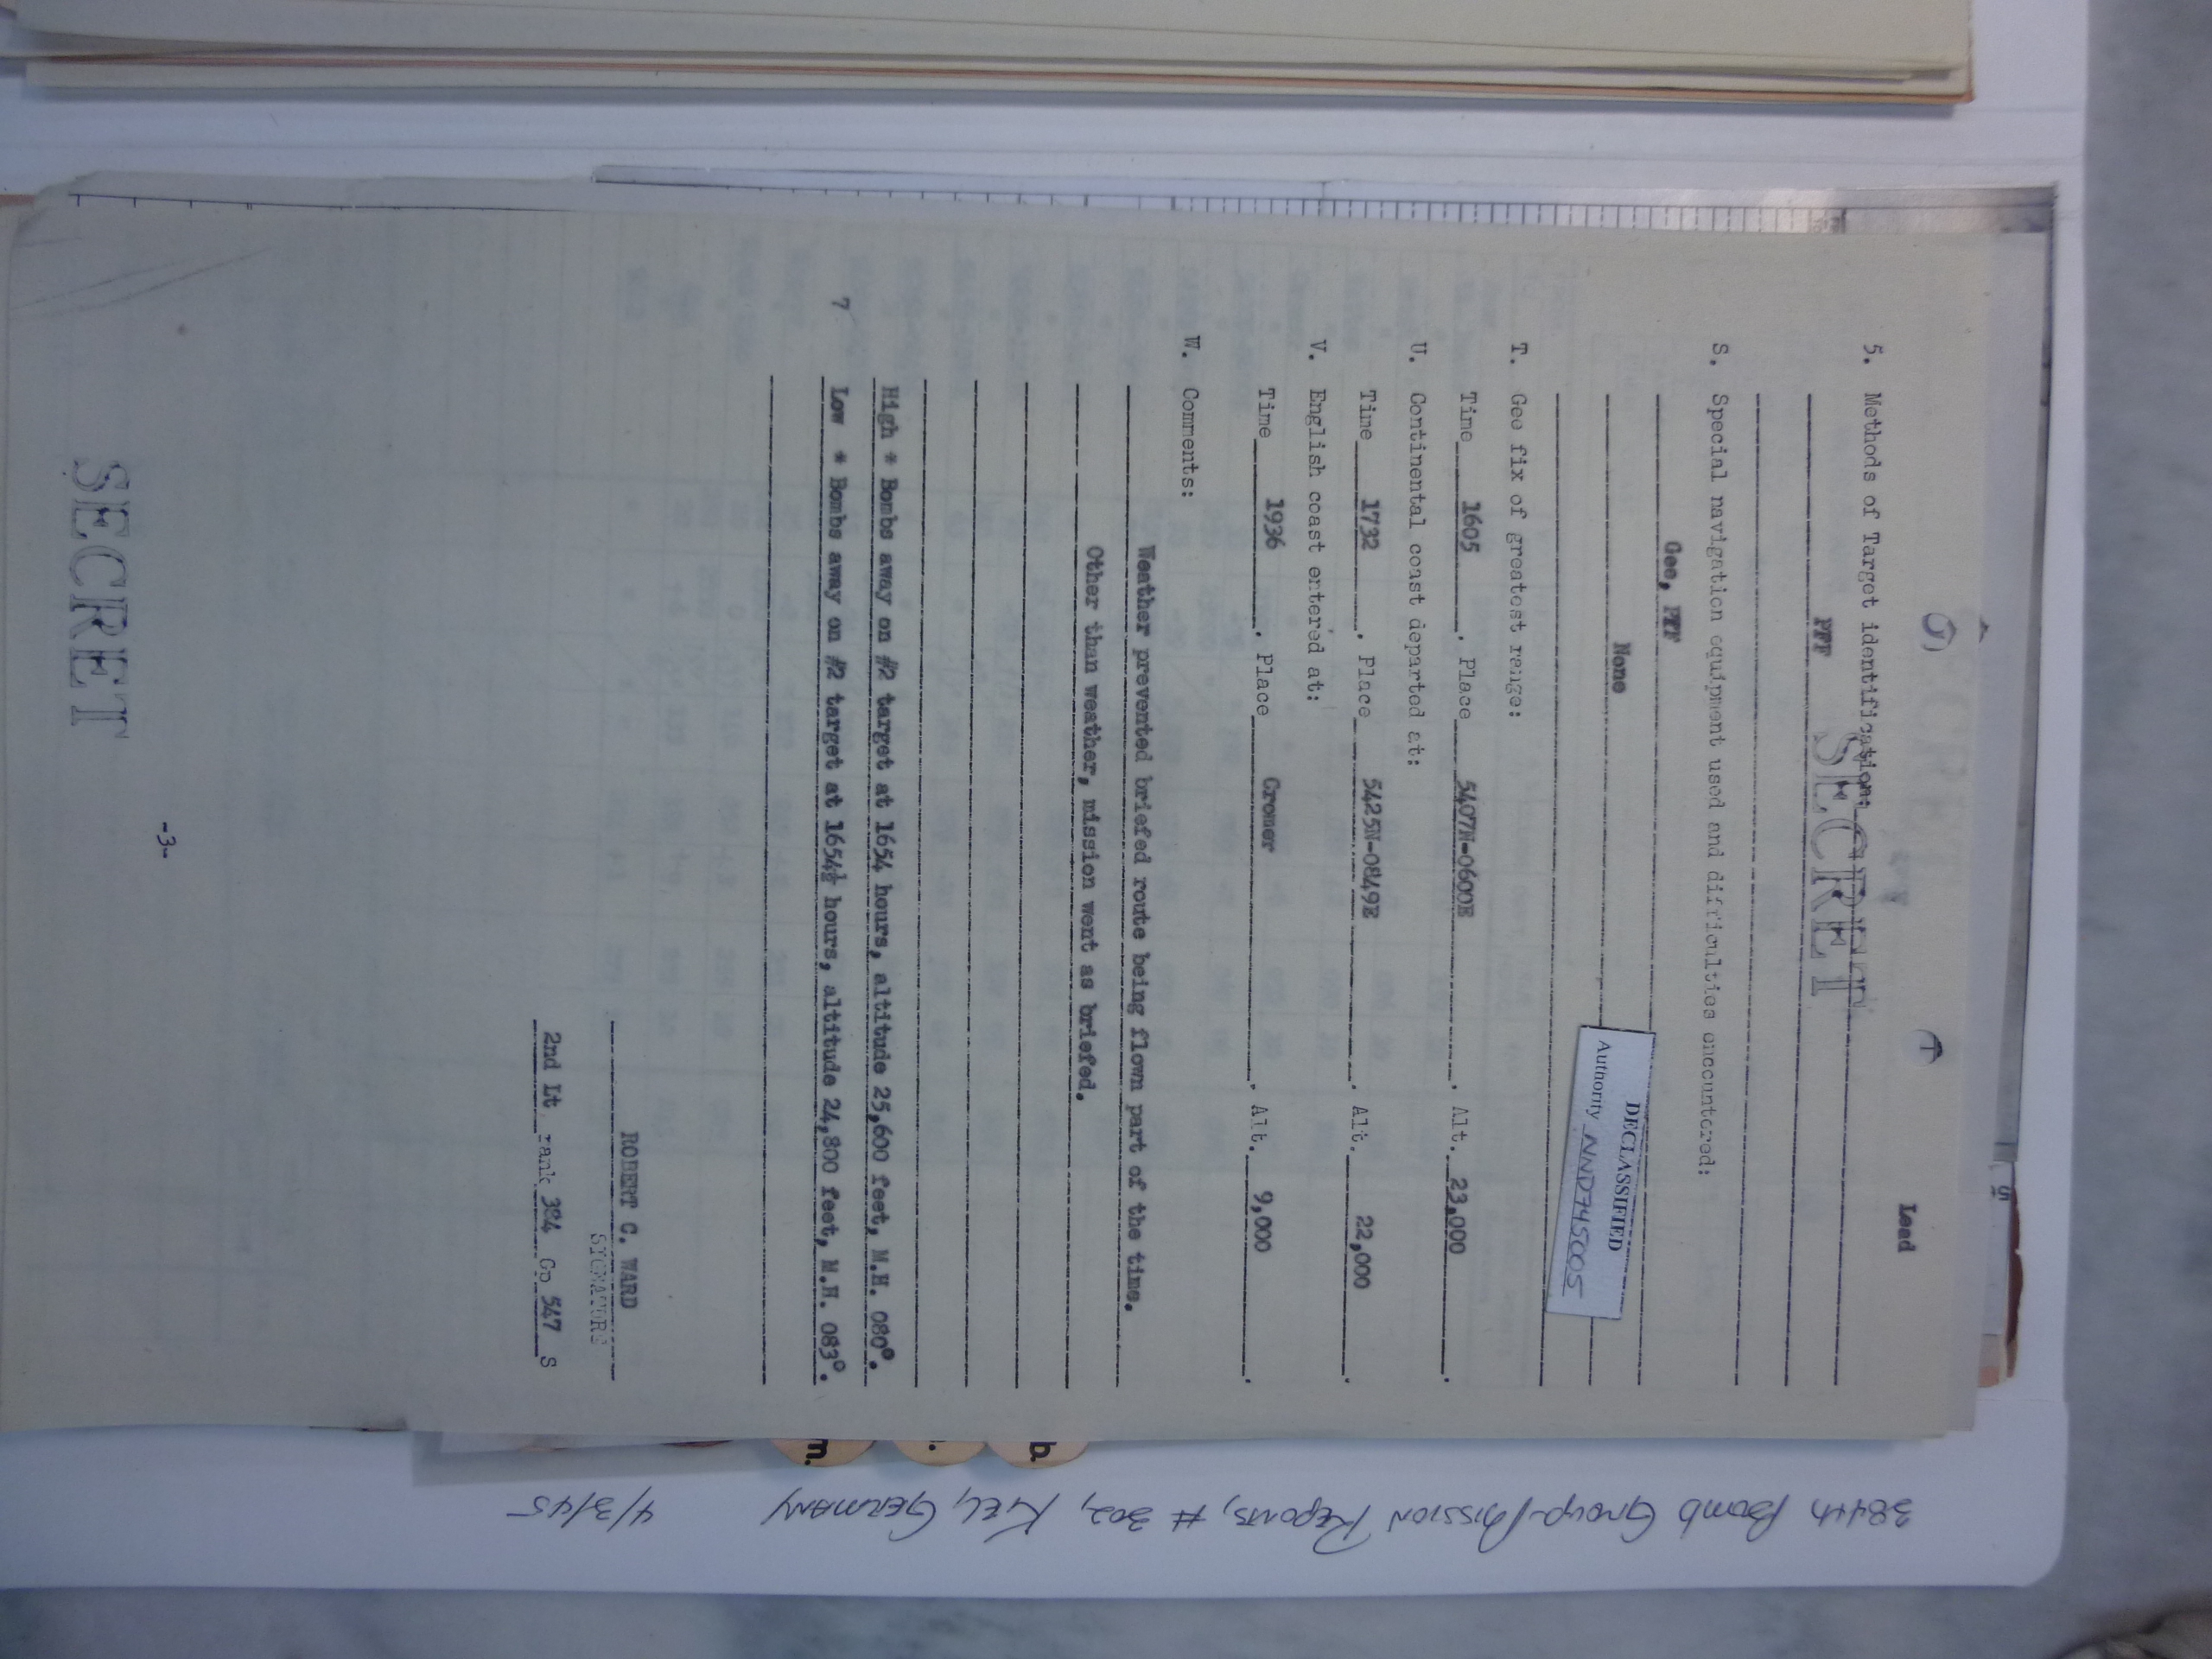 Lead
5. Methods of Target identification:
SECRET
PFF
S. Special navigation equipment used and difficulties encountered:
Gee, PFF
None
DECLASSIFIED
Authority NND745005
T. Gee fix of greatest range:
Time 1605, Place 5407N-0600E, Alt. 23,000.
U. Continental coast departed at:
Time 1732, Place 5425N-0849E, Alt. 22,000.
V. English coast entered at:
Time 1936, Place Cromer, Alt. 9,000.
W. Comments:
Weather prevented briefed route being flown part of the time.
Other than weather, mission went as briefed.
High * Bombs away on #2 target at 1654 hours, altitude 25,600 feet, M.H. 080°.
7 Low * Bombs away on #2 target at 1654½ hours, altitude 24,800 feet, M.H. 083°.
ROBERT C. WARD
SIGNATURE
2nd Lt rank 384 Gp 547 S
-3-
SECRET
b.
m.
384th Bomb Group-Mission Reports, # 302, Kiel, Germany 4/3/45